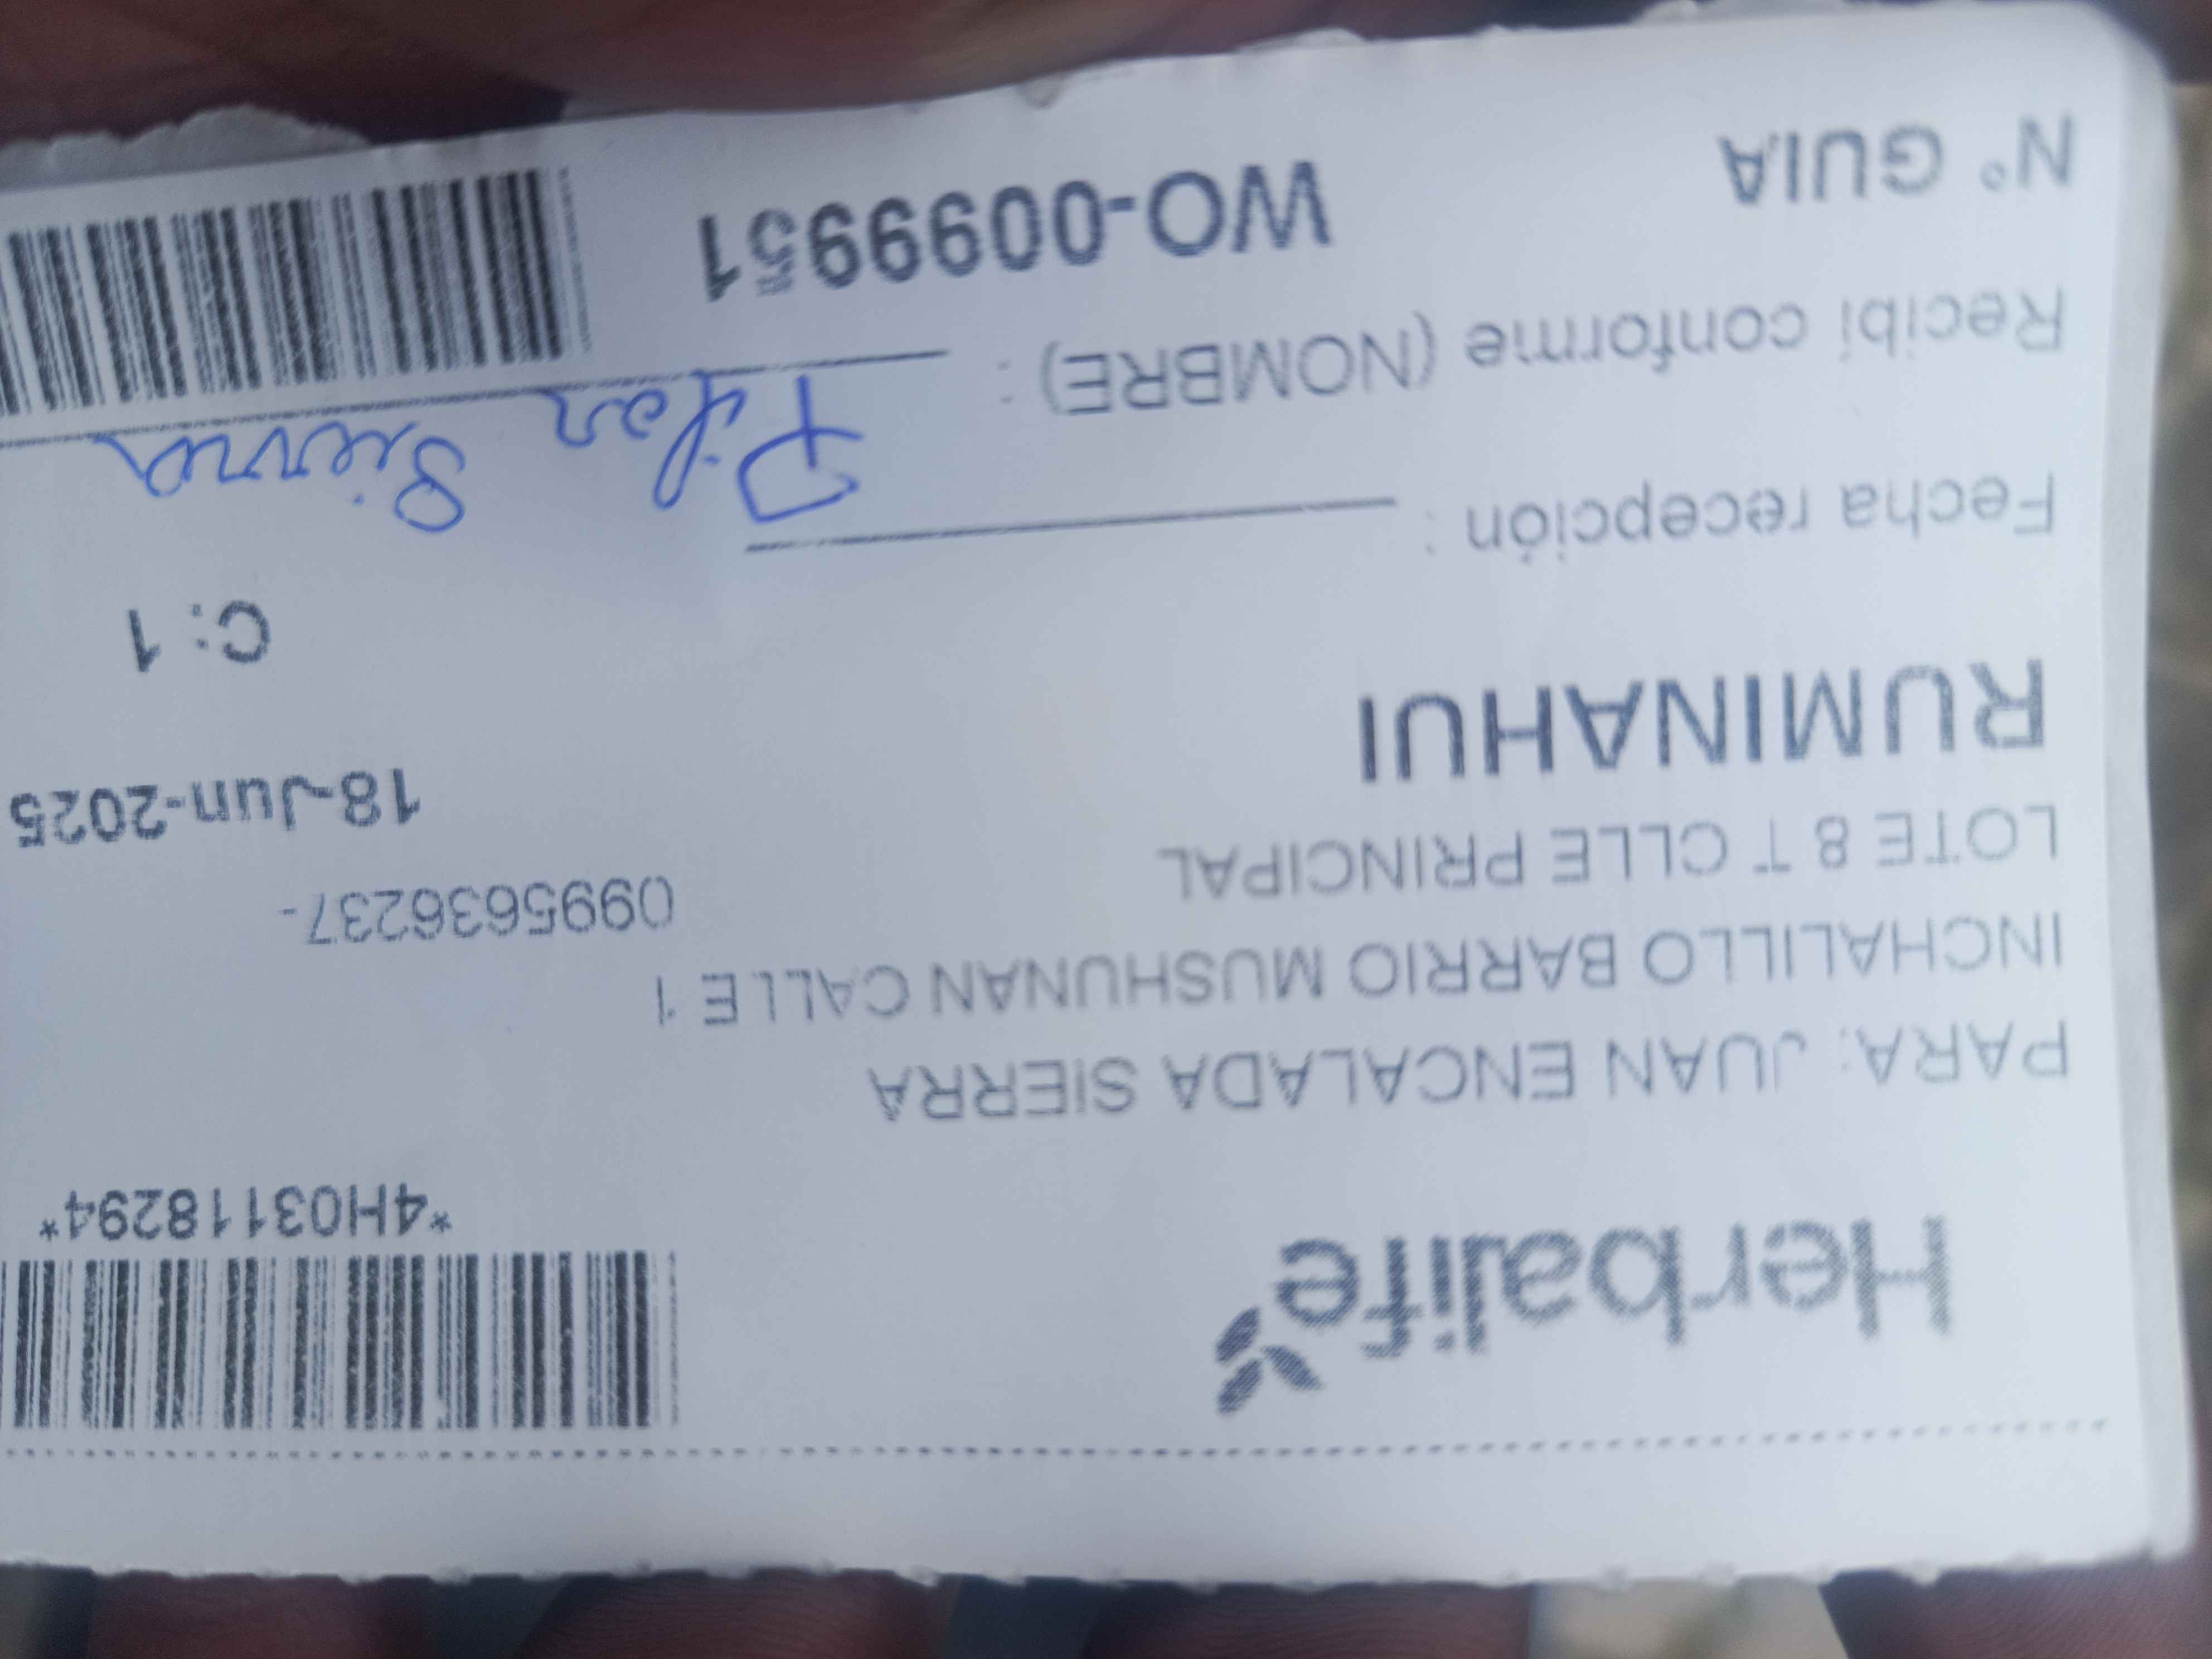 Herbalife
*4H03118294*
PARA: JUAN ENCALADA SIERRA
INCHALILLO BARRIO MUSHUNAN CALLE 1
0995636237-
LOTE 8 T CLLE PRINCIPAL
18-Jun-2025
RUMINAHUI
C: 1
Fecha recepción :
Recibí conforme (NOMBRE) : Pilar Sierra
N° GUIA WO-0099951